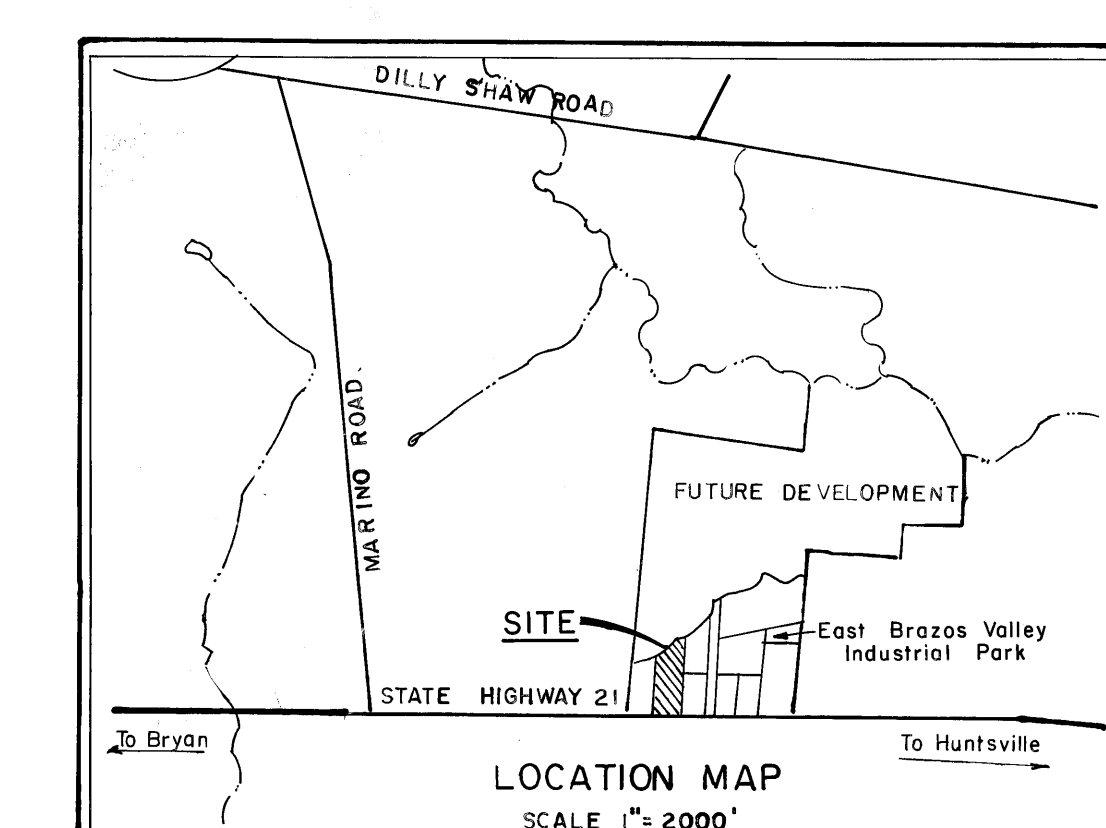 DILLY SHAW ROAD
MARINO ROAD
FUTURE DEVELOPMENT
SITE
East Brazos Valley
Industrial Park
STATE HIGHWAY 21
To Bryan
To Huntsville
LOCATION MAP
SCALE 1"= 2000'